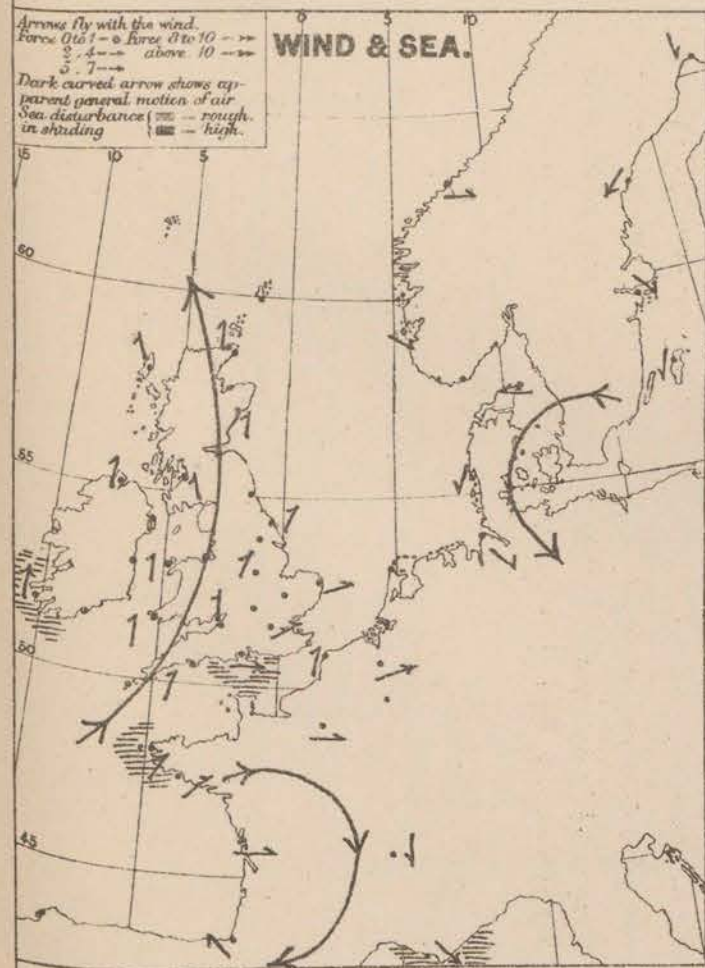 Arrows fly with the wind.
Force 0 to 1 Force 8 to 10
2 . 4 above 10
5 . 7
WIND & SEA.
Dark curved arrow shows ap-
parent general motion of air
Sea disturbance - rough.
in shading - high.
15 10 5 0 5 10
60
55
50
45